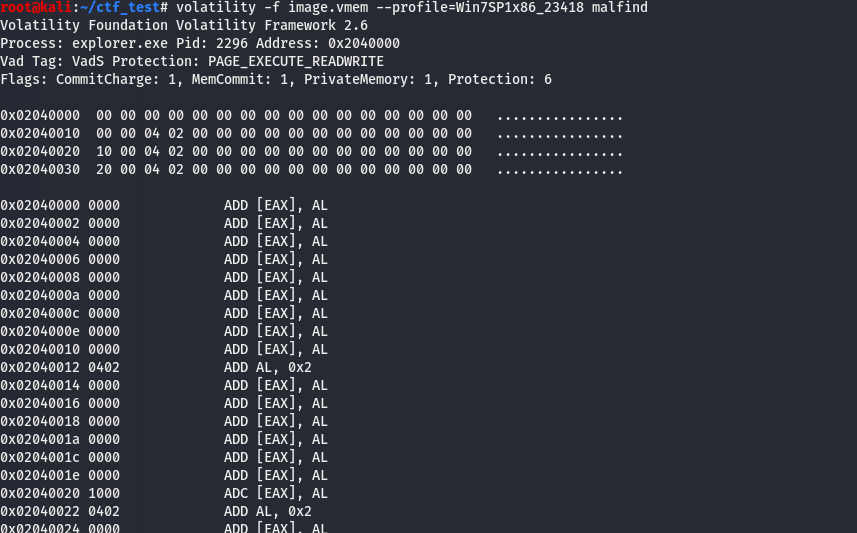 root@kali:~/ctf_test# volatility -f image.vmem --profile=Win7SP1x86_23418 malfind
Volatility Foundation Volatility Framework 2.6
Process: explorer.exe Pid: 2296 Address: 0x2040000
Vad Tag: VadS Protection: PAGE_EXECUTE_READWRITE
Flags: CommitCharge: 1, MemCommit: 1, PrivateMemory: 1, Protection: 6
0x02040000  00 00 00 00 00 00 00 00 00 00 00 00 00 00 00 00   ................
0x02040010  00 00 04 02 00 00 00 00 00 00 00 00 00 00 00 00   ................
0x02040020  10 00 04 02 00 00 00 00 00 00 00 00 00 00 00 00   ................
0x02040030  20 00 04 02 00 00 00 00 00 00 00 00 00 00 00 00   ................
0x02040000 0000             ADD [EAX], AL
0x02040002 0000             ADD [EAX], AL
0x02040004 0000             ADD [EAX], AL
0x02040006 0000             ADD [EAX], AL
0x02040008 0000             ADD [EAX], AL
0x0204000a 0000             ADD [EAX], AL
0x0204000c 0000             ADD [EAX], AL
0x0204000e 0000             ADD [EAX], AL
0x02040010 0000             ADD [EAX], AL
0x02040012 0402             ADD AL, 0x2
0x02040014 0000             ADD [EAX], AL
0x02040016 0000             ADD [EAX], AL
0x02040018 0000             ADD [EAX], AL
0x0204001a 0000             ADD [EAX], AL
0x0204001c 0000             ADD [EAX], AL
0x0204001e 0000             ADD [EAX], AL
0x02040020 1000             ADC [EAX], AL
0x02040022 0402             ADD AL, 0x2
0x02040024 0000             ADD [EAX], AL